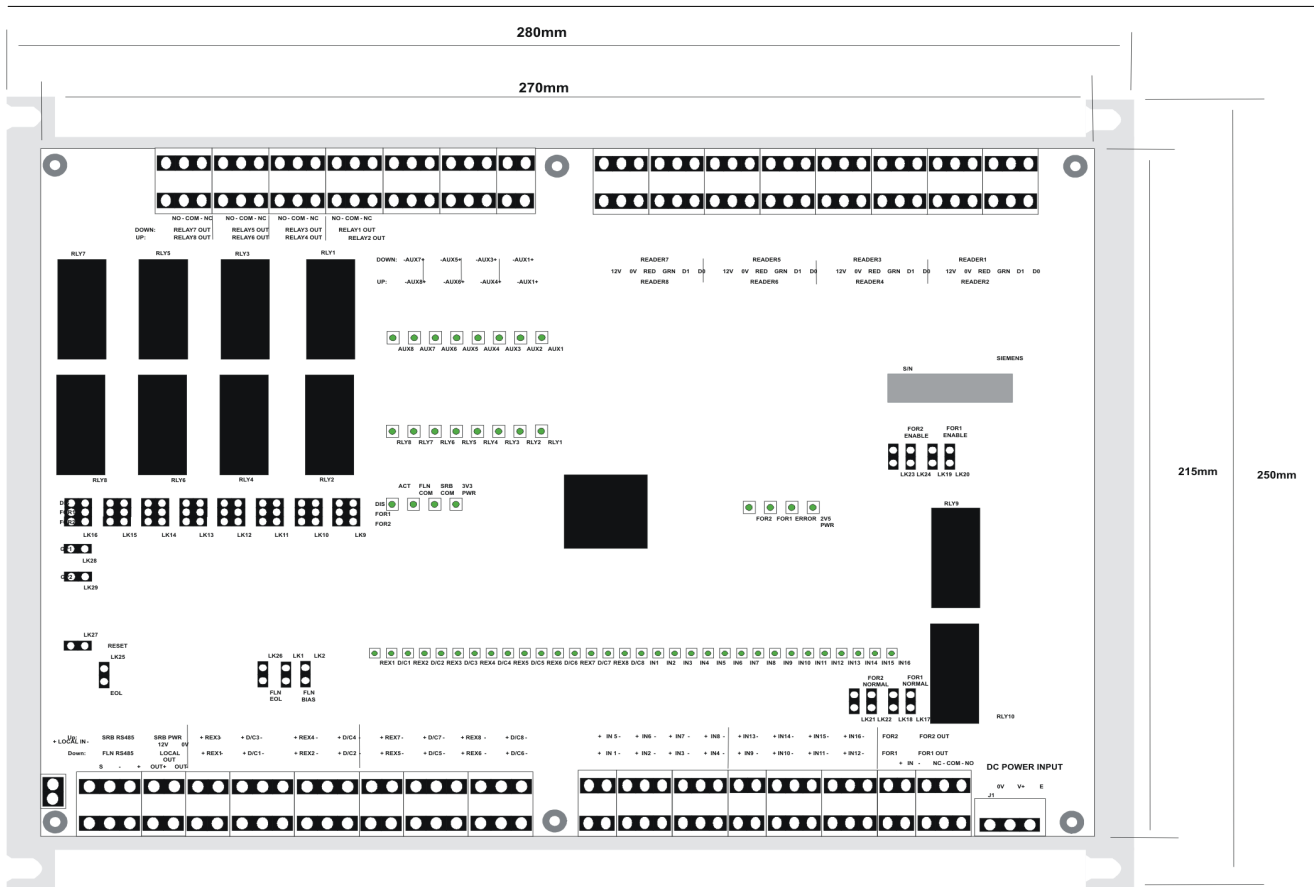 280mm
270mm
NO - COM - NC NO - COM - NC NO - COM - NC NO - COM - NC
DOWN: RELAY7 OUT RELAY5 OUT RELAY3 OUT RELAY1 OUT
UP: RELAY8 OUT RELAY6 OUT RELAY4 OUT RELAY2 OUT
RLY7 RLY5 RLY3 RLY1
DOWN: -AUX7+ -AUX5+ -AUX3+ -AUX1+
UP: -AUX8+ -AUX6+ -AUX4+ -AUX1+
READER7 READER5 READER3 READER1
12V 0V RED GRN D1 D0 12V 0V RED GRN D1 D0 12V 0V RED GRN D1 D0 12V 0V RED GRN D1 D0
READER8 READER6 READER4 READER2
AUX8 AUX7 AUX6 AUX5 AUX4 AUX3 AUX2 AUX1
SIEMENS
S/N
RLY8 RLY7 RLY6 RLY5 RLY4 RLY3 RLY2 RLY1
FOR2 ENABLE FOR1 ENABLE
LK23 LK24 LK19 LK20
215mm
250mm
RLY8 RLY6 RLY4 RLY2
ACT FLN COM SRB COM 3V3 PWR
DIS
FOR1
FOR2
DIS
FOR1
FOR2
LK16 LK15 LK14 LK13 LK12 LK11 LK10 LK9
FOR2 FOR1 ERROR 2V5 PWR
RLY9
LK28
LK29
LK27
RESET
LK25
EOL
LK26 LK1 LK2
FLN EOL FLN BIAS
REX1 D/C1 REX2 D/C2 REX3 D/C3 REX4 D/C4 REX5 D/C5 REX6 D/C6 REX7 D/C7 REX8 D/C8 IN1 IN2 IN3 IN4 IN5 IN6 IN7 IN8 IN9 IN10 IN11 IN12 IN13 IN14 IN15 IN16
FOR2 NORMAL FOR1 NORMAL
LK21 LK22 LK18 LK17
RLY10
Up: SRB RS485 SRB PWR + REX3- + D/C3 - + REX4 - + D/C4 - + REX7- + D/C7 - + REX8 - + D/C8 - + IN 5 - + IN6 - + IN7 - + IN8 - + IN13- + IN14 - + IN15 - + IN16 - FOR2 FOR2 OUT
+ LOCAL IN - 12V 0V
Down: FLN RS485 LOCAL OUT + REX1- + D/C1 - + REX2 - + D/C2 - + REX5- + D/C5 - + REX6 - + D/C6 - + IN 1 - + IN2 - + IN3 - + IN4 - + IN9 - + IN10 - + IN11 - + IN12 - FOR1 FOR1 OUT
S - + OUT+ OUT- + IN - NC - COM - NO
DC POWER INPUT
0V V+ E
J1